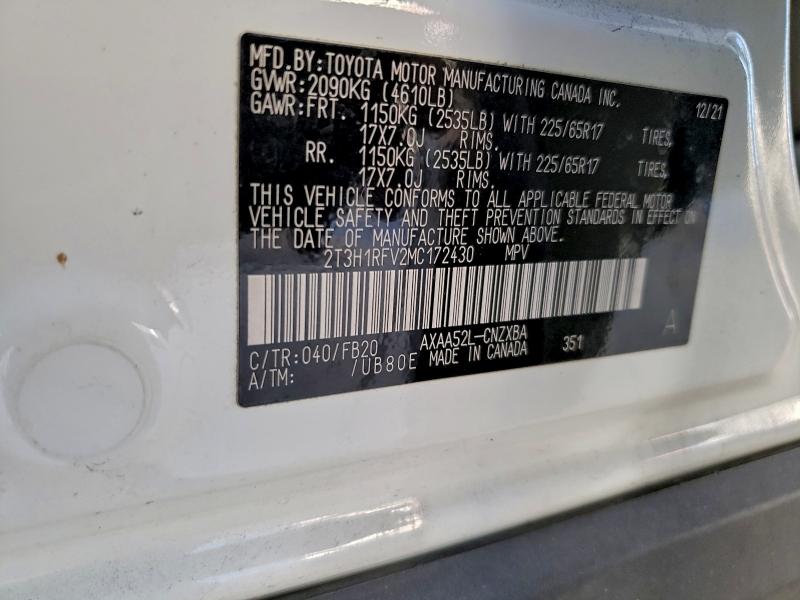 MFD.BY:TOYOTA MOTOR MANUFACTURING CANADA INC.
GVWR:2090KG (4610LB) 12/21
GAWR:FRT. 1150KG (2535LB) WITH 225/65R17 TIRES,
17X7.0J RIMS.
RR. 1150KG (2535LB) WITH 225/65R17 TIRES,
17X7.0J RIMS.
THIS VEHICLE CONFORMS TO ALL APPLICABLE FEDERAL MOTOR
VEHICLE SAFETY AND THEFT PREVENTION STANDARDS IN EFFECT ON
THE DATE OF MANUFACTURE SHOWN ABOVE.
2T3H1RFV2MC172430 MPV
C/TR:040/FB20 AXAA52L-CNZXBA 351 A
A/TM: /UB80E MADE IN CANADA